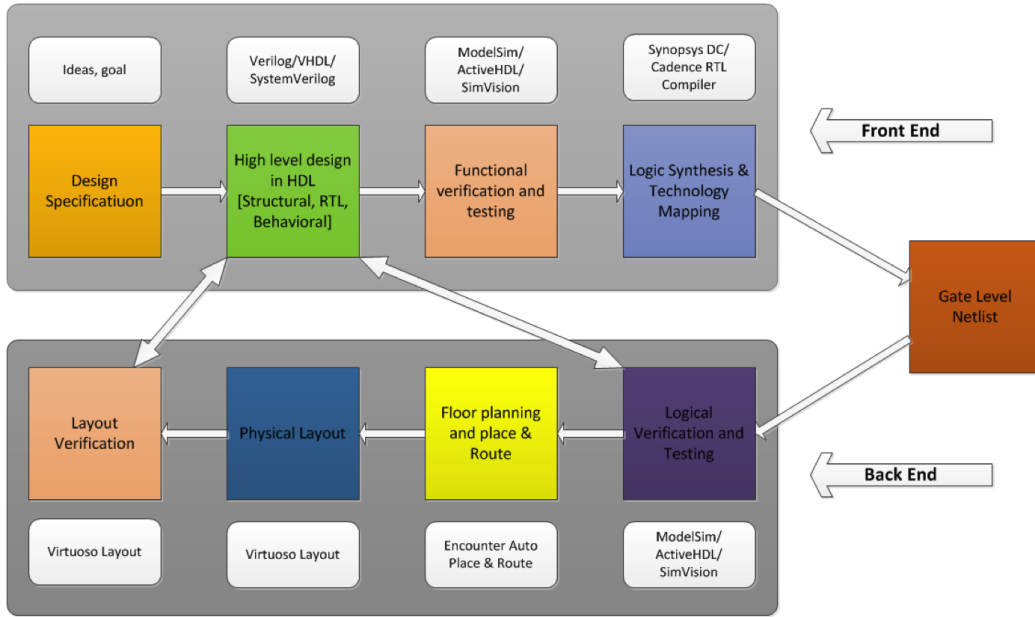 Ideas, goal
Verilog/VHDL/
SystemVerilog
ModelSim/
ActiveHDL/
SimVision
Synopsys DC/
Cadence RTL
Compiler
Design
Specificatiuon
High level design
in HDL
[Structural, RTL,
Behavioral]
Functional
verification and
testing
Logic Synthesis &
Technology
Mapping
Front End
Gate Level
Netlist
Layout
Verification
Physical Layout
Floor planning
and place &
Route
Logical
Verification and
Testing
Back End
Virtuoso Layout
Virtuoso Layout
Encounter Auto
Place & Route
ModelSim/
ActiveHDL/
SimVision